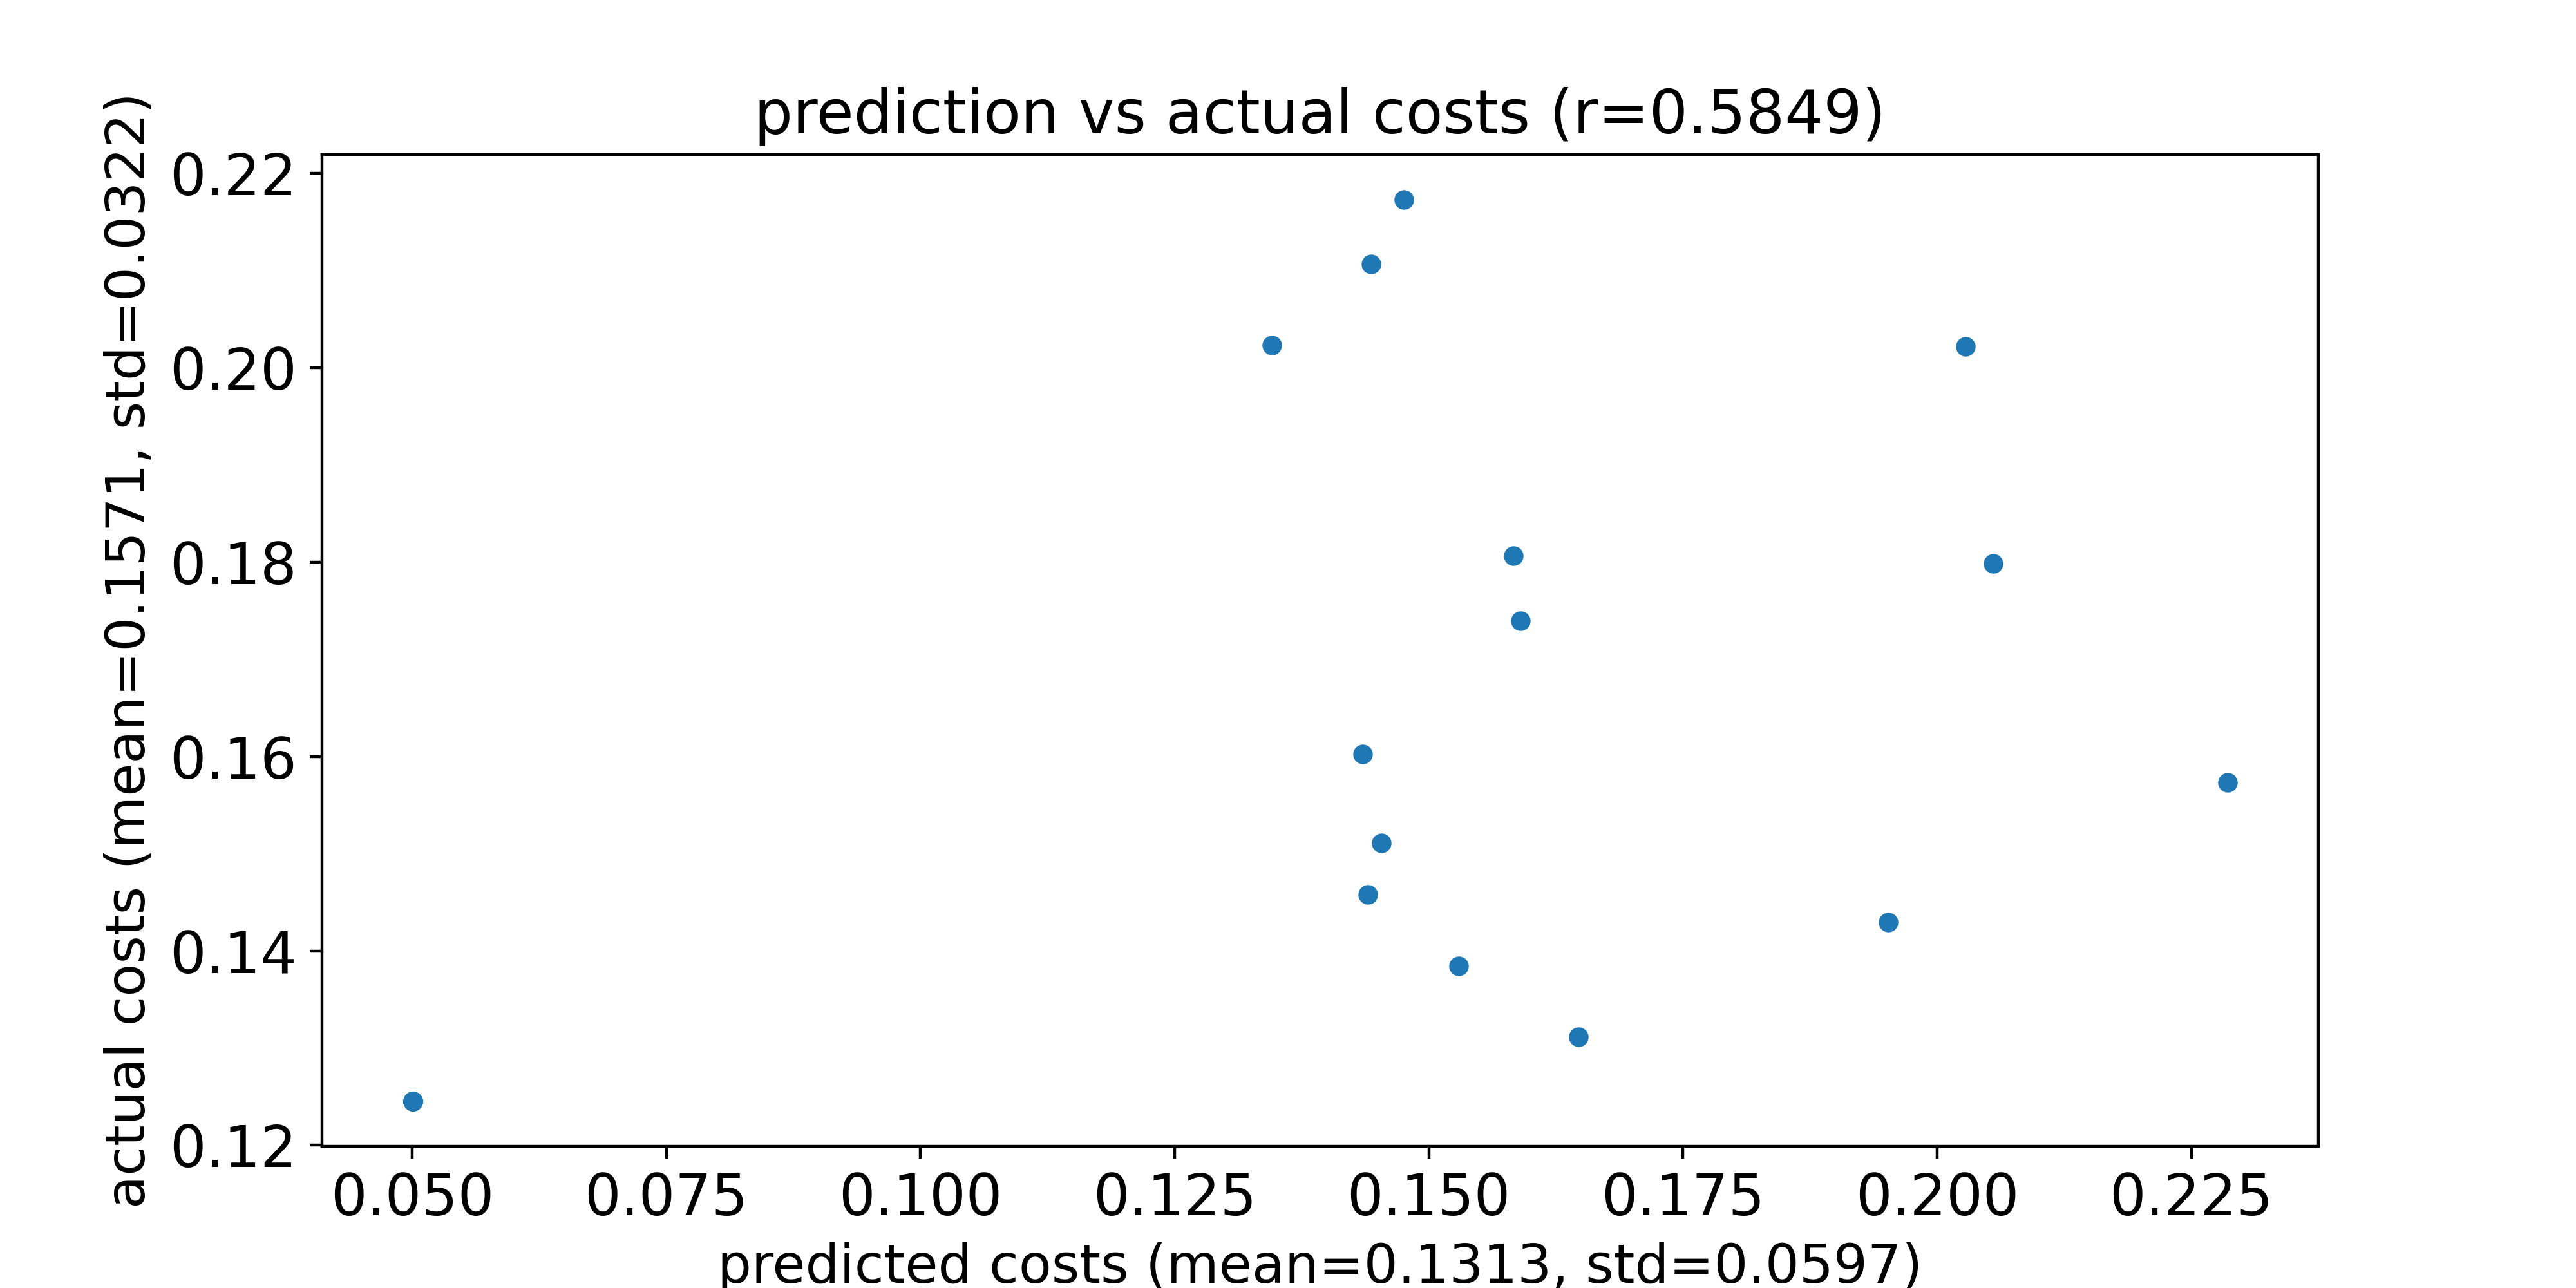 prediction vs actual costs (r=0.5849)
actual costs (mean=0.1571, std=0.0322)
0.22
0.20
0.18
0.16
0.14
0.12
0.050 0.075 0.100 0.125 0.150 0.175 0.200 0.225
predicted costs (mean=0.1313, std=0.0597)